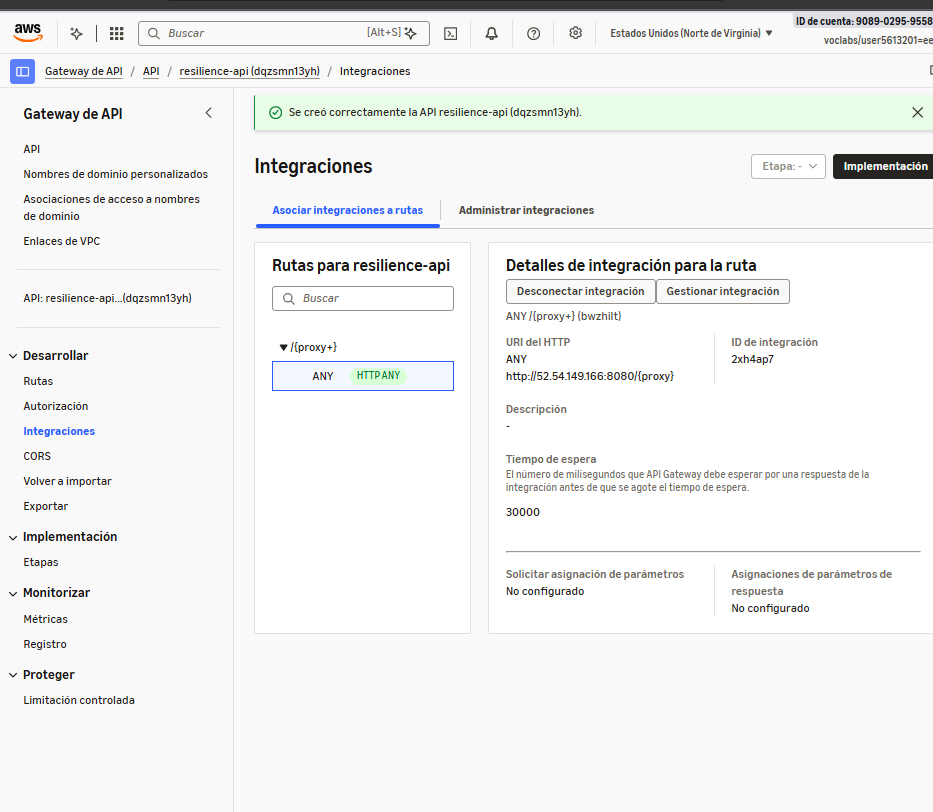 aws
Buscar
[Alt+S]
Estados Unidos (Norte de Virginia)
ID de cuenta: 9089-0295-9558
voclabs/user5613201=ee
Gateway de API / API / resilience-api (dqzsmn13yh) / Integraciones
Gateway de API
API
Nombres de dominio personalizados
Asociaciones de acceso a nombres
de dominio
Enlaces de VPC
API: resilience-api...(dqzsmn13yh)
Desarrollar
Rutas
Autorización
Integraciones
CORS
Volver a importar
Exportar
Implementación
Etapas
Monitorizar
Métricas
Registro
Proteger
Limitación controlada
Se creó correctamente la API resilience-api (dqzsmn13yh).
Integraciones
Etapa: -
Implementación
Asociar integraciones a rutas
Administrar integraciones
Rutas para resilience-api
Buscar
/{proxy+}
ANY HTTP ANY
Detalles de integración para la ruta
Desconectar integración
Gestionar integración
ANY /{proxy+} (bwzhilt)
URI del HTTP
ANY
http://52.54.149.166:8080/{proxy}
ID de integración
2xh4ap7
Descripción
-
Tiempo de espera
El número de milisegundos que API Gateway debe esperar por una respuesta de la
integración antes de que se agote el tiempo de espera.
30000
Solicitar asignación de parámetros
No configurado
Asignaciones de parámetros de
respuesta
No configurado